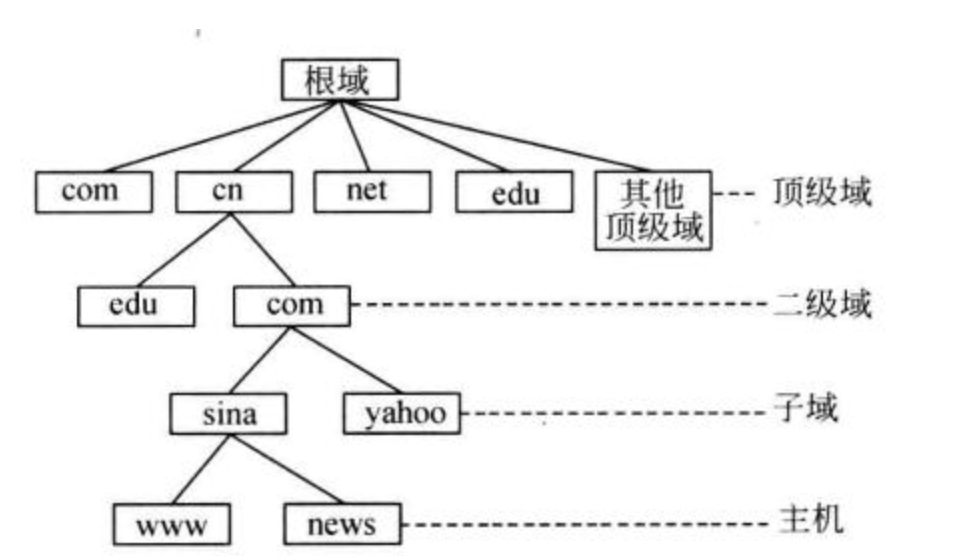 根域
com
cn
net
edu
其他
顶级域
顶级域
edu
com
二级域
sina
yahoo
子域
www
news
主机